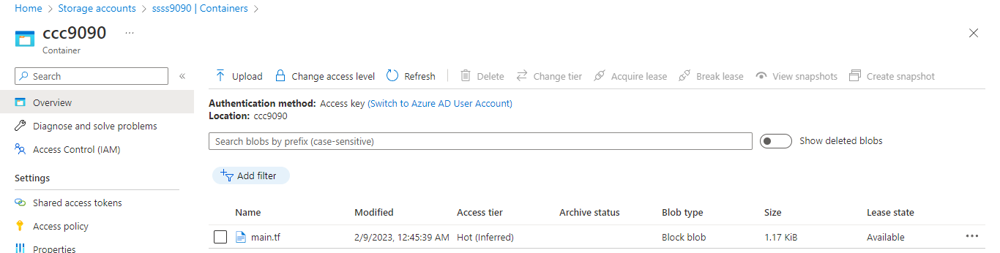 Home > Storage accounts > ssss9090 | Containers >
ccc9090 ...
Container
Search «
Overview
Diagnose and solve problems
Access Control (IAM)
Settings
Shared access tokens
Access policy
Properties
Upload Change access level Refresh Delete Change tier Acquire lease Break lease View snapshots Create snapshot
Authentication method: Access key (Switch to Azure AD User Account)
Location: ccc9090
Search blobs by prefix (case-sensitive) Show deleted blobs
Add filter
Name Modified Access tier Archive status Blob type Size Lease state
main.tf 2/9/2023, 12:45:39 AM Hot (Inferred) Block blob 1.17 KiB Available ...